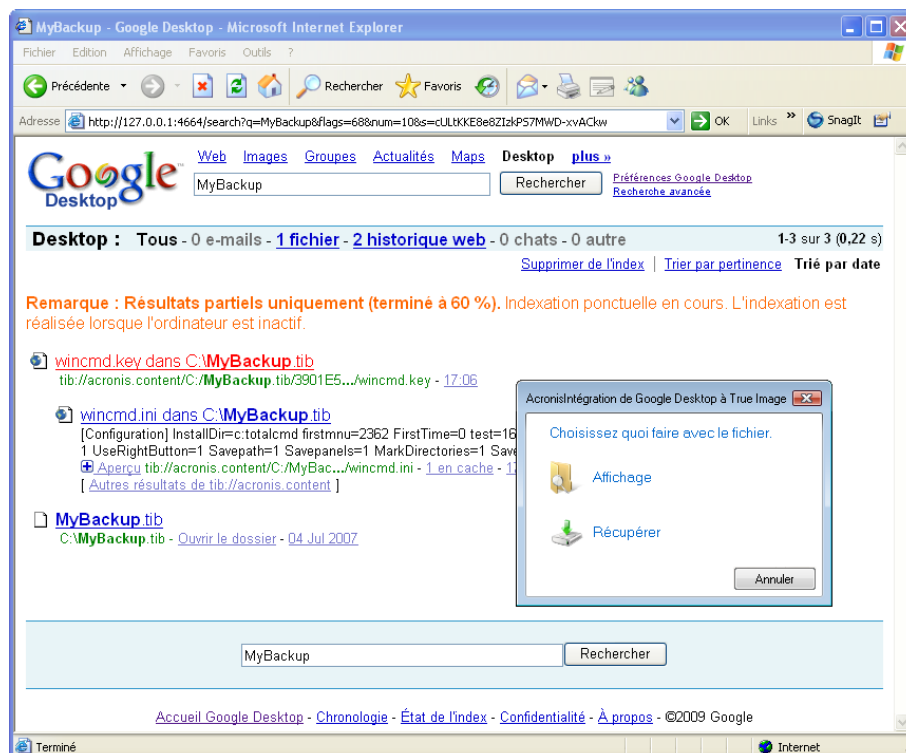 MyBackup - Google Desktop - Microsoft Internet Explorer
Fichier Edition Affichage Favoris Outils ?
Précédente Rechercher Favoris
Adresse http://127.0.0.1:4664/search?q=MyBackup&flags=68&num=10&s=cULtKKE8e8ZIzkPS7MWD-xvACkw OK Links » SnagIt
Google™ Desktop
Web Images Groupes Actualités Maps Desktop plus »
MyBackup Rechercher Préférences Google Desktop
Recherche avancée
Desktop : Tous - 0 e-mails - 1 fichier - 2 historique web - 0 chats - 0 autre 1-3 sur 3 (0,22 s)
Supprimer de l'index | Trier par pertinence Trié par date
Remarque : Résultats partiels uniquement (terminé à 60 %). Indexation ponctuelle en cours. L'indexation est
réalisée lorsque l'ordinateur est inactif.
wincmd.key dans C:\MyBackup.tib
tib://acronis.content/C:/MyBackup.tib/3901E5.../wincmd.key - 17:06
wincmd.ini dans C:\MyBackup.tib
[Configuration] InstallDir=c:totalcmd firstmnu=2362 FirstTime=0 test=16
1 UseRightButton=1 Savepath=1 Savepanels=1 MarkDirectories=1 Save
Aperçu tib://acronis.content/C:/MyBac.../wincmd.ini - 1 en cache - 17
[ Autres résultats de tib://acronis.content ]
MyBackup.tib
C:\MyBackup.tib - Ouvrir le dossier - 04 Jul 2007
AcronisIntégration de Google Desktop à True Image
Choisissez quoi faire avec le fichier.
Affichage
Récupérer
Annuler
MyBackup Rechercher
Accueil Google Desktop - Chronologie - État de l'index - Confidentialité - À propos - ©2009 Google
Terminé Internet